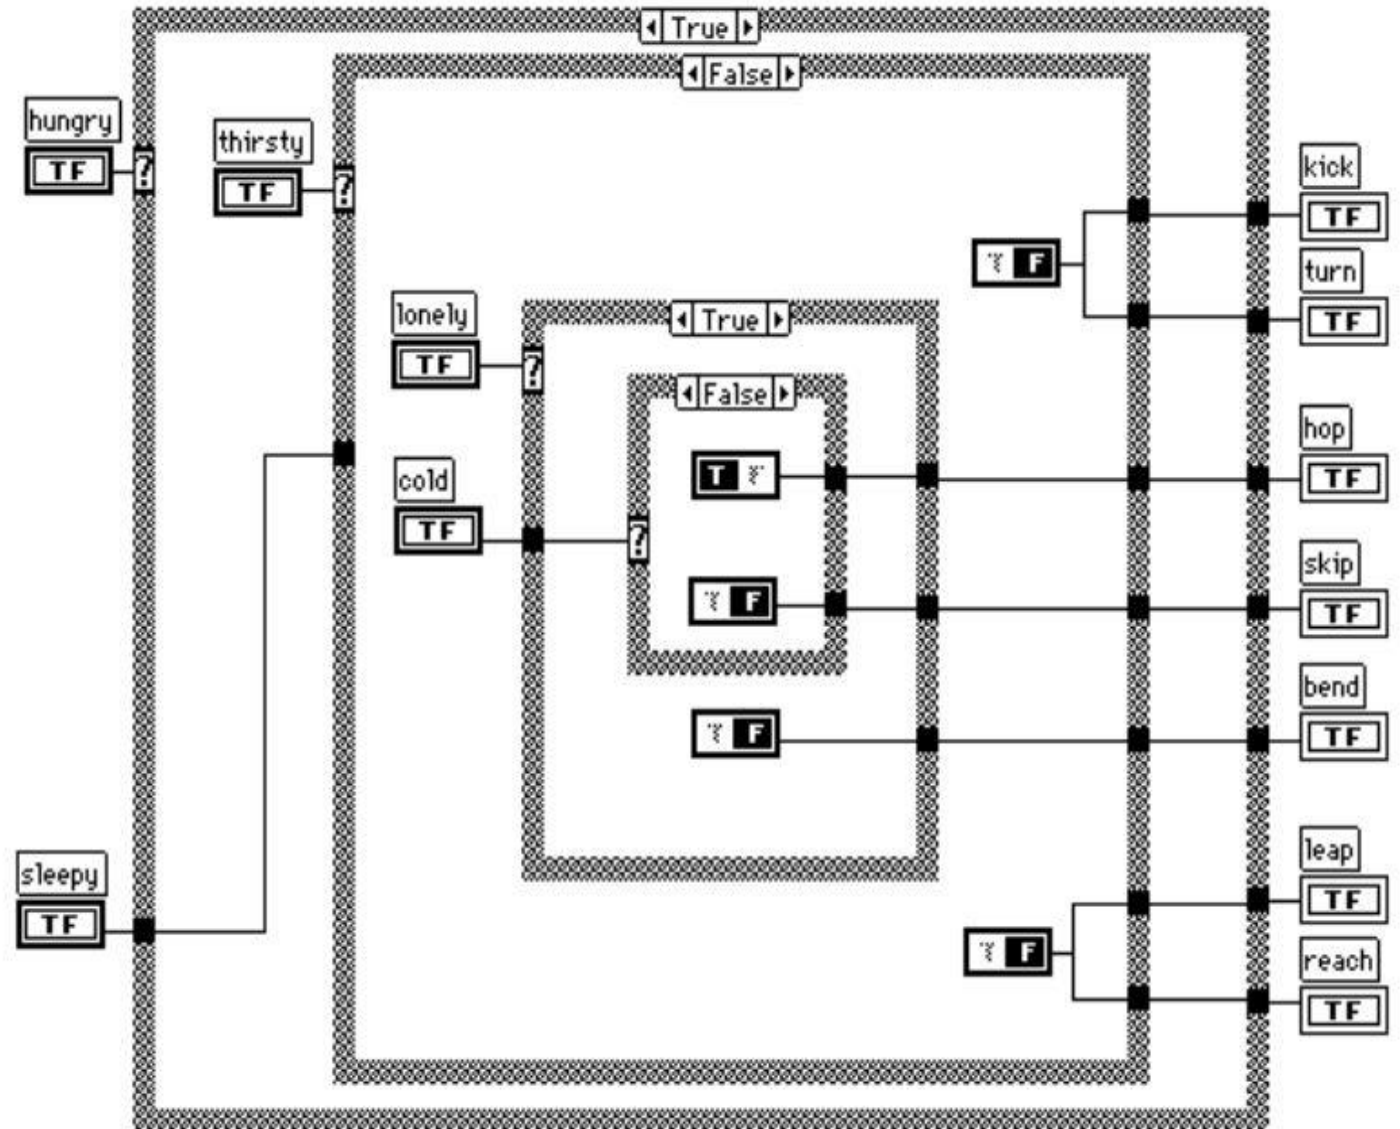 True
False
hungry
TF
?
thirsty
TF
?
kick
TF
F
turn
TF
lonely
TF
?
True
False
hop
TF
T
cold
TF
?
skip
TF
F
bend
TF
F
sleepy
TF
leap
TF
F
reach
TF